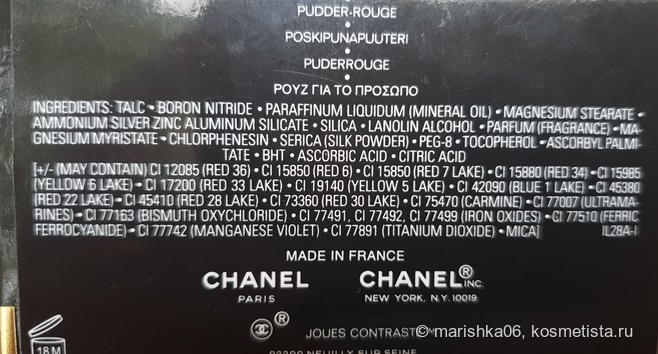 PUDDER-ROUGE
•
POSKIPUNAPUUTERI
•
PUDERROUGE
•
ΡΟΥΖ ΓΙΑ ΤΟ ΠΡΟΣΩΠΟ
INGREDIENTS: TALC • BORON NITRIDE • PARAFFINUM LIQUIDUM (MINERAL OIL) • MAGNESIUM STEARATE •
AMMONIUM SILVER ZINC ALUMINUM SILICATE • SILICA • LANOLIN ALCOHOL • PARFUM (FRAGRANCE) • MA-
GNESIUM MYRISTATE • CHLORPHENESIN • SERICA (SILK POWDER) • PEG-8 • TOCOPHEROL • ASCORBYL PALMI-
TATE • BHT • ASCORBIC ACID • CITRIC ACID
[+/- (MAY CONTAIN) CI 12085 (RED 36) • CI 15850 (RED 6) • CI 15850 (RED 7 LAKE) • CI 15880 (RED 34) • CI 15985
(YELLOW 6 LAKE) • CI 17200 (RED 33 LAKE) • CI 19140 (YELLOW 5 LAKE) • CI 42090 (BLUE 1 LAKE) • CI 45380
(RED 22 LAKE) • CI 45410 (RED 28 LAKE) • CI 73360 (RED 30 LAKE) • CI 75470 (CARMINE) • CI 77007 (ULTRAMA-
RINES) • CI 77163 (BISMUTH OXYCHLORIDE) • CI 77491, CI 77492, CI 77499 (IRON OXIDES) • CI 77510 (FERRIC
FERROCYANIDE) • CI 77742 (MANGANESE VIOLET) • CI 77891 (TITANIUM DIOXIDE) • MICA] IL28A-I
MADE IN FRANCE
CHANEL CHANEL® INC.
PARIS NEW YORK, N.Y. 10019
® JOUES CONTRASTE
© marishka06, kosmetista.ru
18 M
92200 NEUILLY SUR SEINE